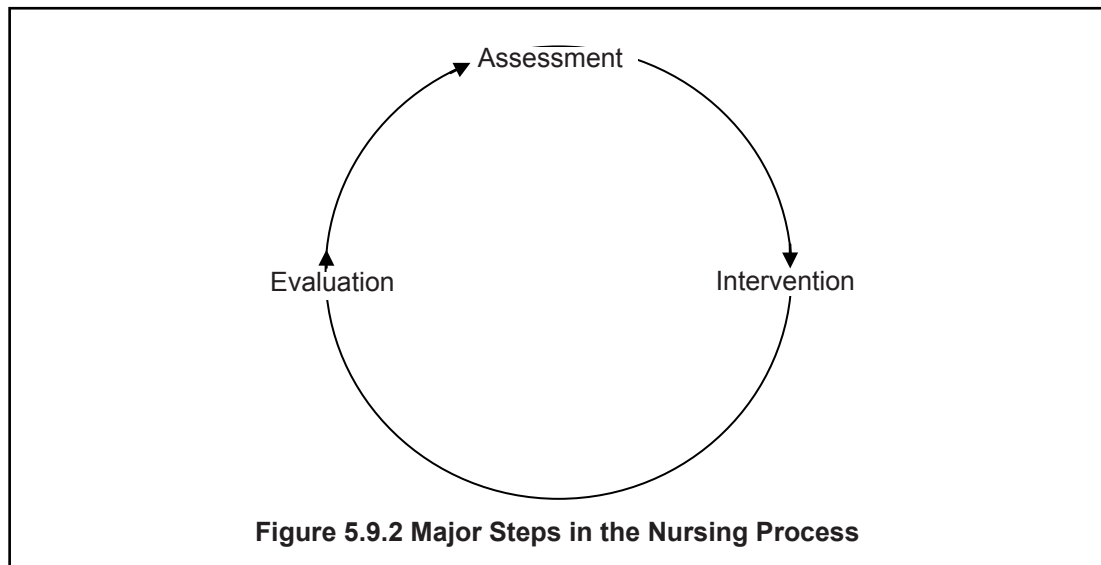 Assessment
Evaluation
Intervention
Figure 5.9.2 Major Steps in the Nursing Process